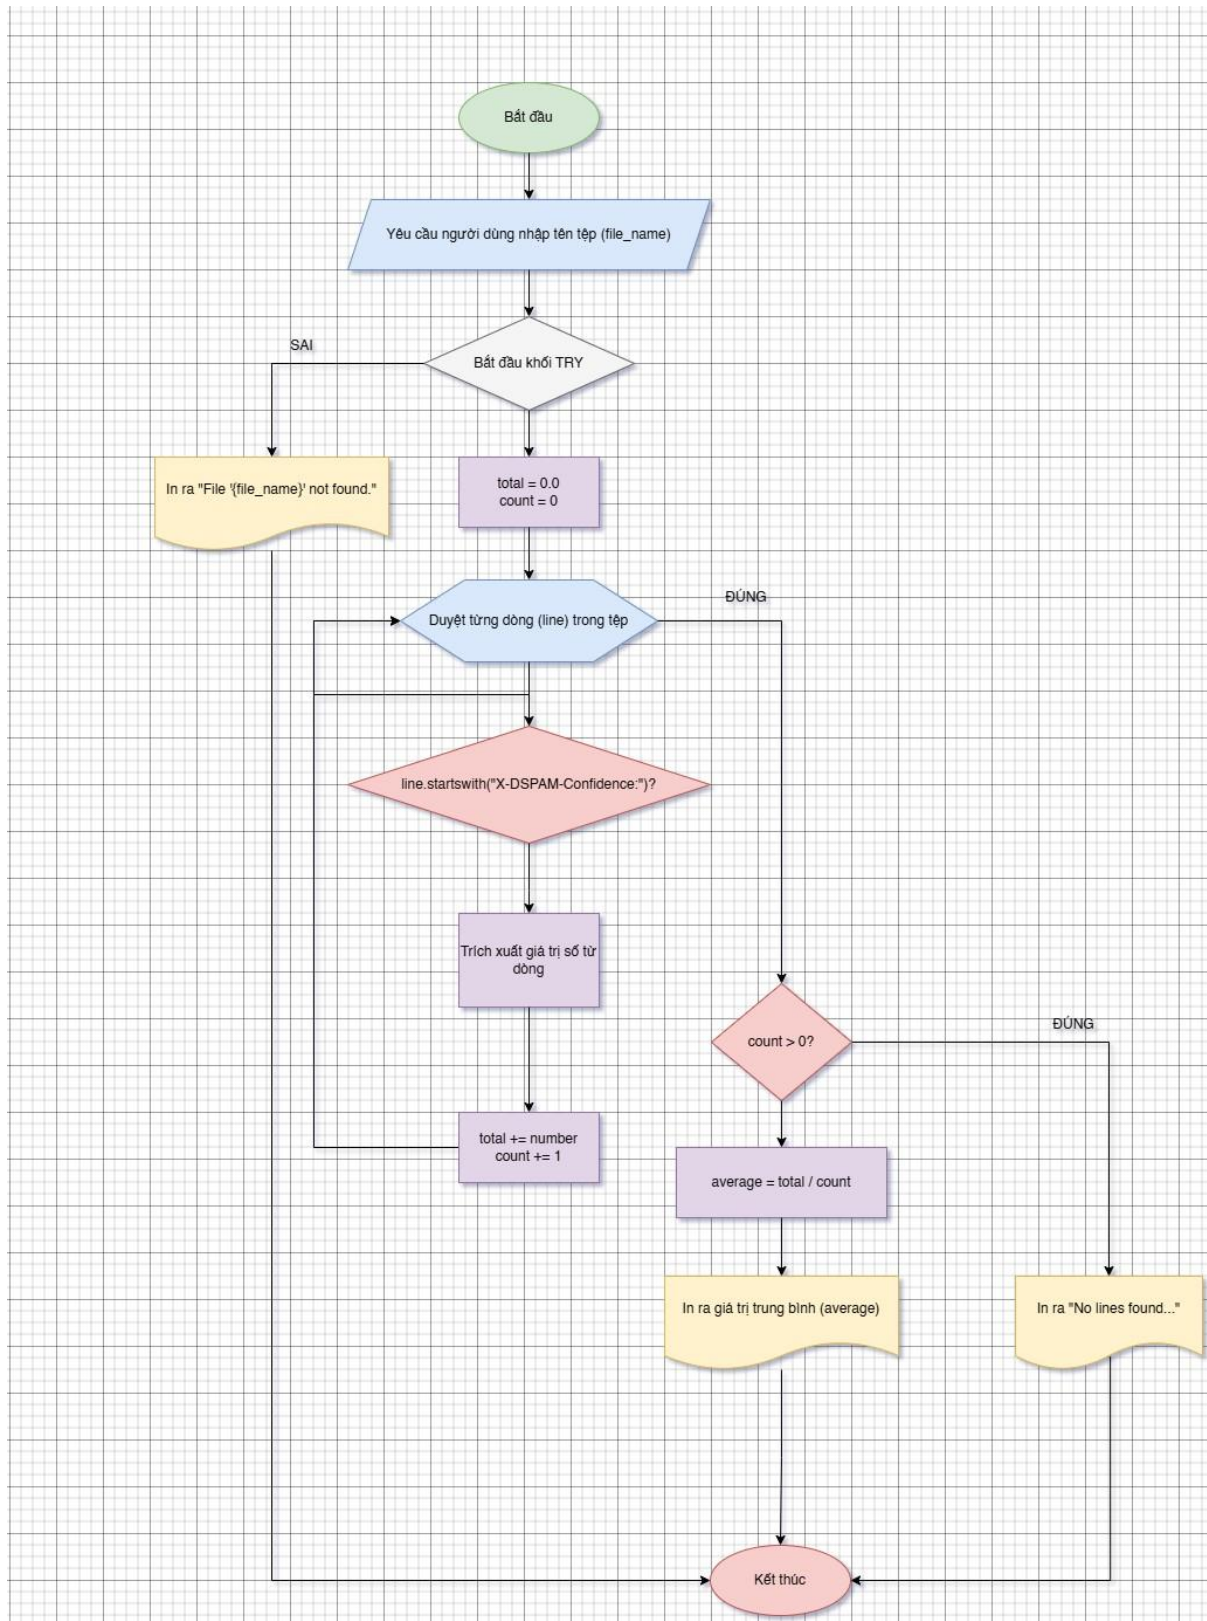 Bắt đầu
Yêu cầu người dùng nhập tên tệp (file_name)
SAI
Bắt đầu khối TRY
In ra "File '{file_name}' not found."
total = 0.0
count = 0
ĐÚNG
Duyệt từng dòng (line) trong tệp
line.startswith("X-DSPAM-Confidence:")?
Trích xuất giá trị số từ
dòng
ĐÚNG
count > 0?
total += number
count += 1
average = total / count
In ra giá trị trung bình (average)
In ra "No lines found..."
Kết thúc